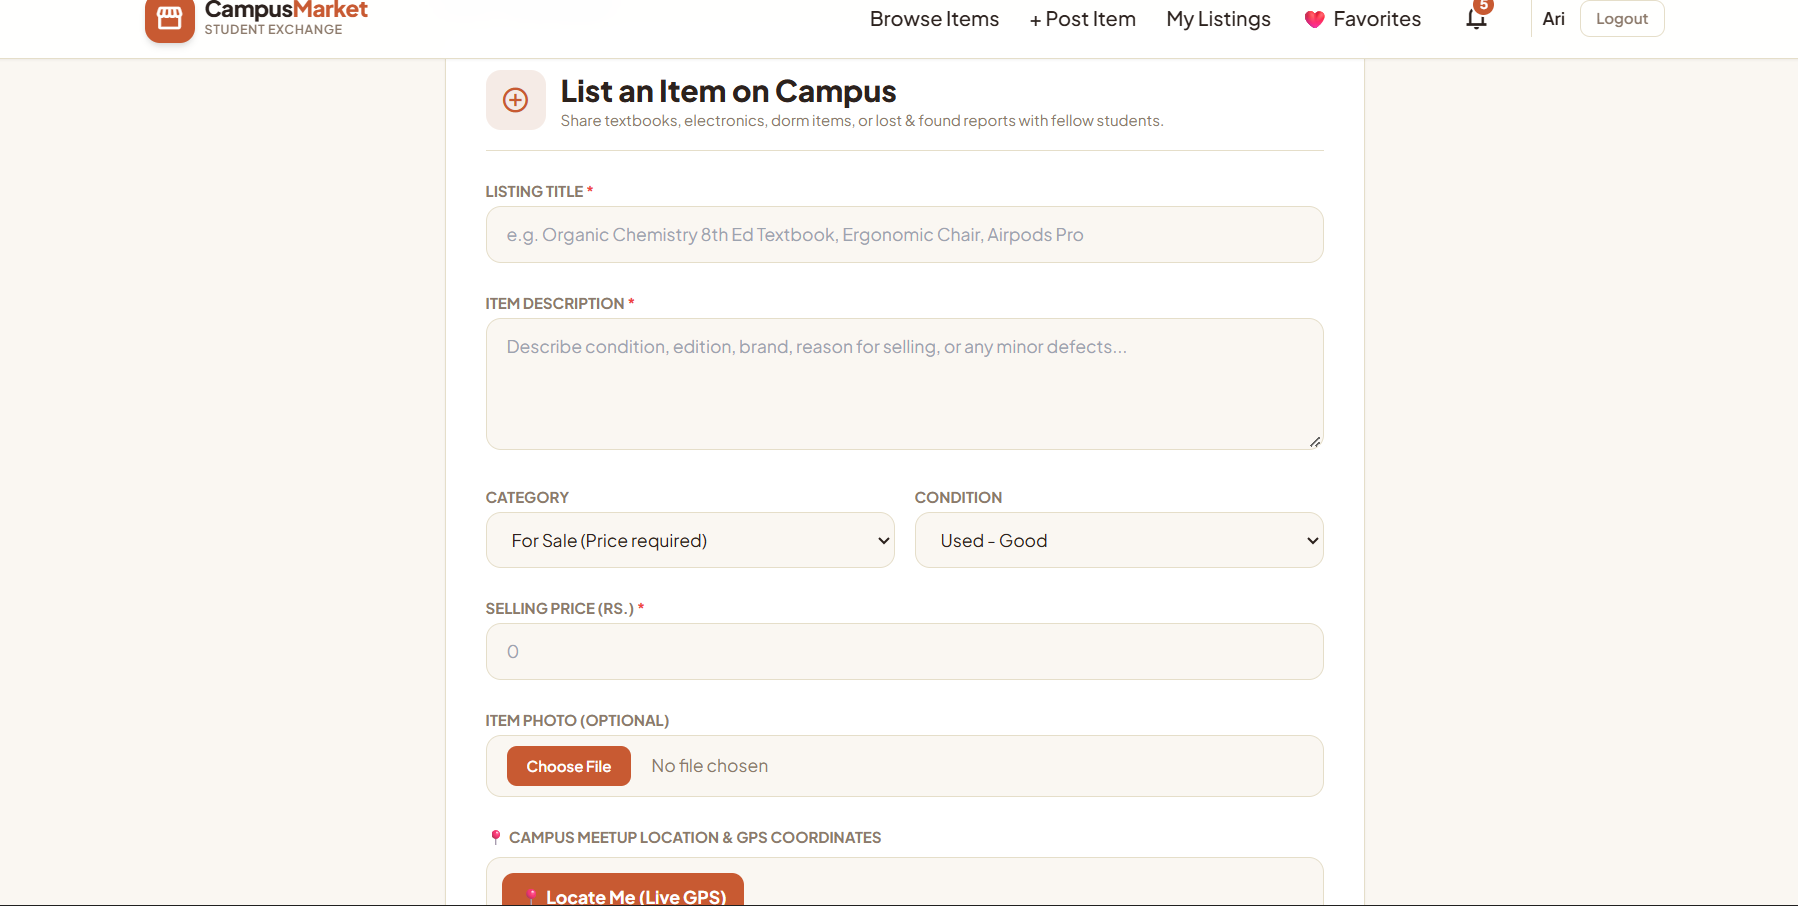 CampusMarket
STUDENT EXCHANGE
Browse Items
+ Post Item
My Listings
Favorites
5
Ari
Logout
List an Item on Campus
Share textbooks, electronics, dorm items, or lost & found reports with fellow students.
LISTING TITLE *
e.g. Organic Chemistry 8th Ed Textbook, Ergonomic Chair, Airpods Pro
ITEM DESCRIPTION *
Describe condition, edition, brand, reason for selling, or any minor defects...
CATEGORY
CONDITION
For Sale (Price required)
Used - Good
SELLING PRICE (RS.) *
0
ITEM PHOTO (OPTIONAL)
Choose File No file chosen
CAMPUS MEETUP LOCATION & GPS COORDINATES
Locate Me (Live GPS)